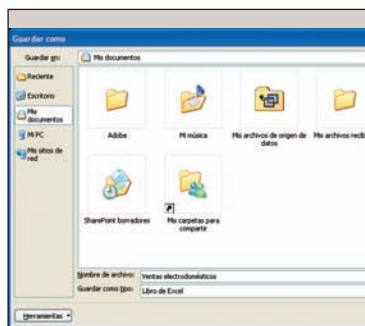 Guardar como
Guardar en:
Mis documentos
Reciente
Escritorio
Mis
documentos
Mi PC
Mis sitios de
red
Adobe
Mi música
Mis archivos de origen de
datos
Mis archivos
SharePoint borradores
Mis carpetas para
compartir
Nombre de archivo:
Ventas electrodomésticos
Guardar como tipo:
Libro de Excel
Herramientas